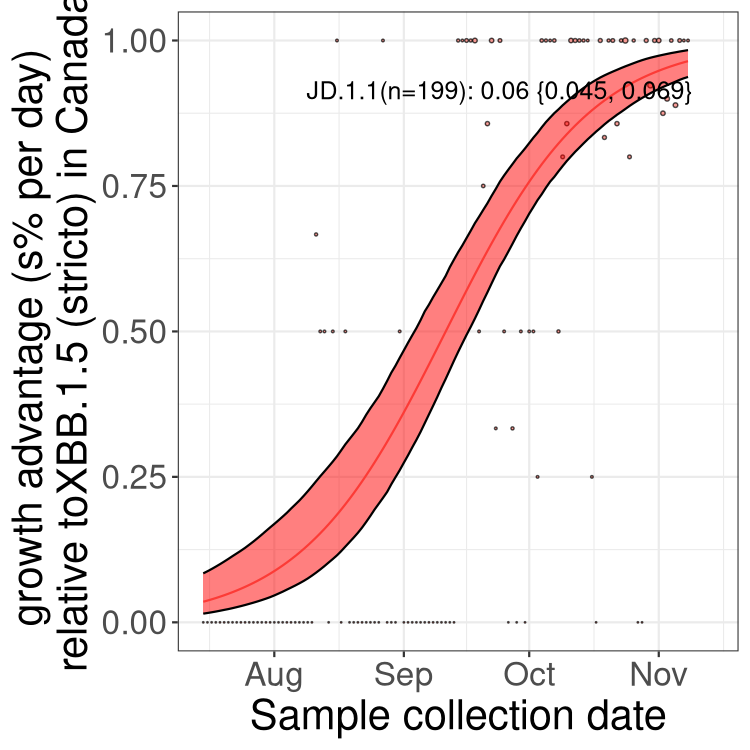 growth advantage (s% per day)
relative toXBB.1.5 (stricto) in Canada
1.00
0.75
0.50
0.25
0.00
JD.1.1(n=199): 0.06 {0.045, 0.069}
Aug Sep Oct Nov
Sample collection date